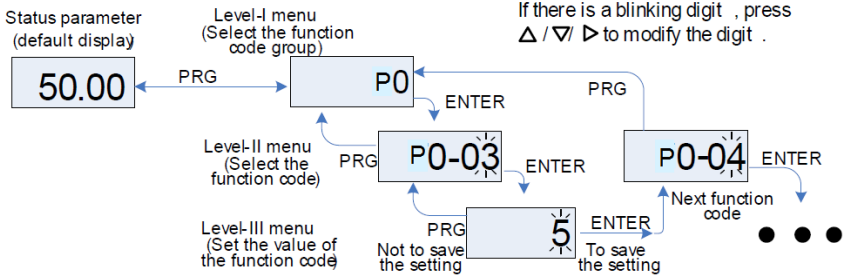 Status parameter
(default display)
50.00
PRG
Level-I menu
(Select the function
code group)
P0
ENTER
If there is a blinking digit , press
△ / ▽/ ▷ to modify the digit .
PRG
Level-II menu
(Select the
function code)
PRG
P0-03
ENTER
P0-04
ENTER
Next function
code
Level-III menu
(Set the value of
the function code)
PRG
Not to save
the setting
5
ENTER
To save
the setting